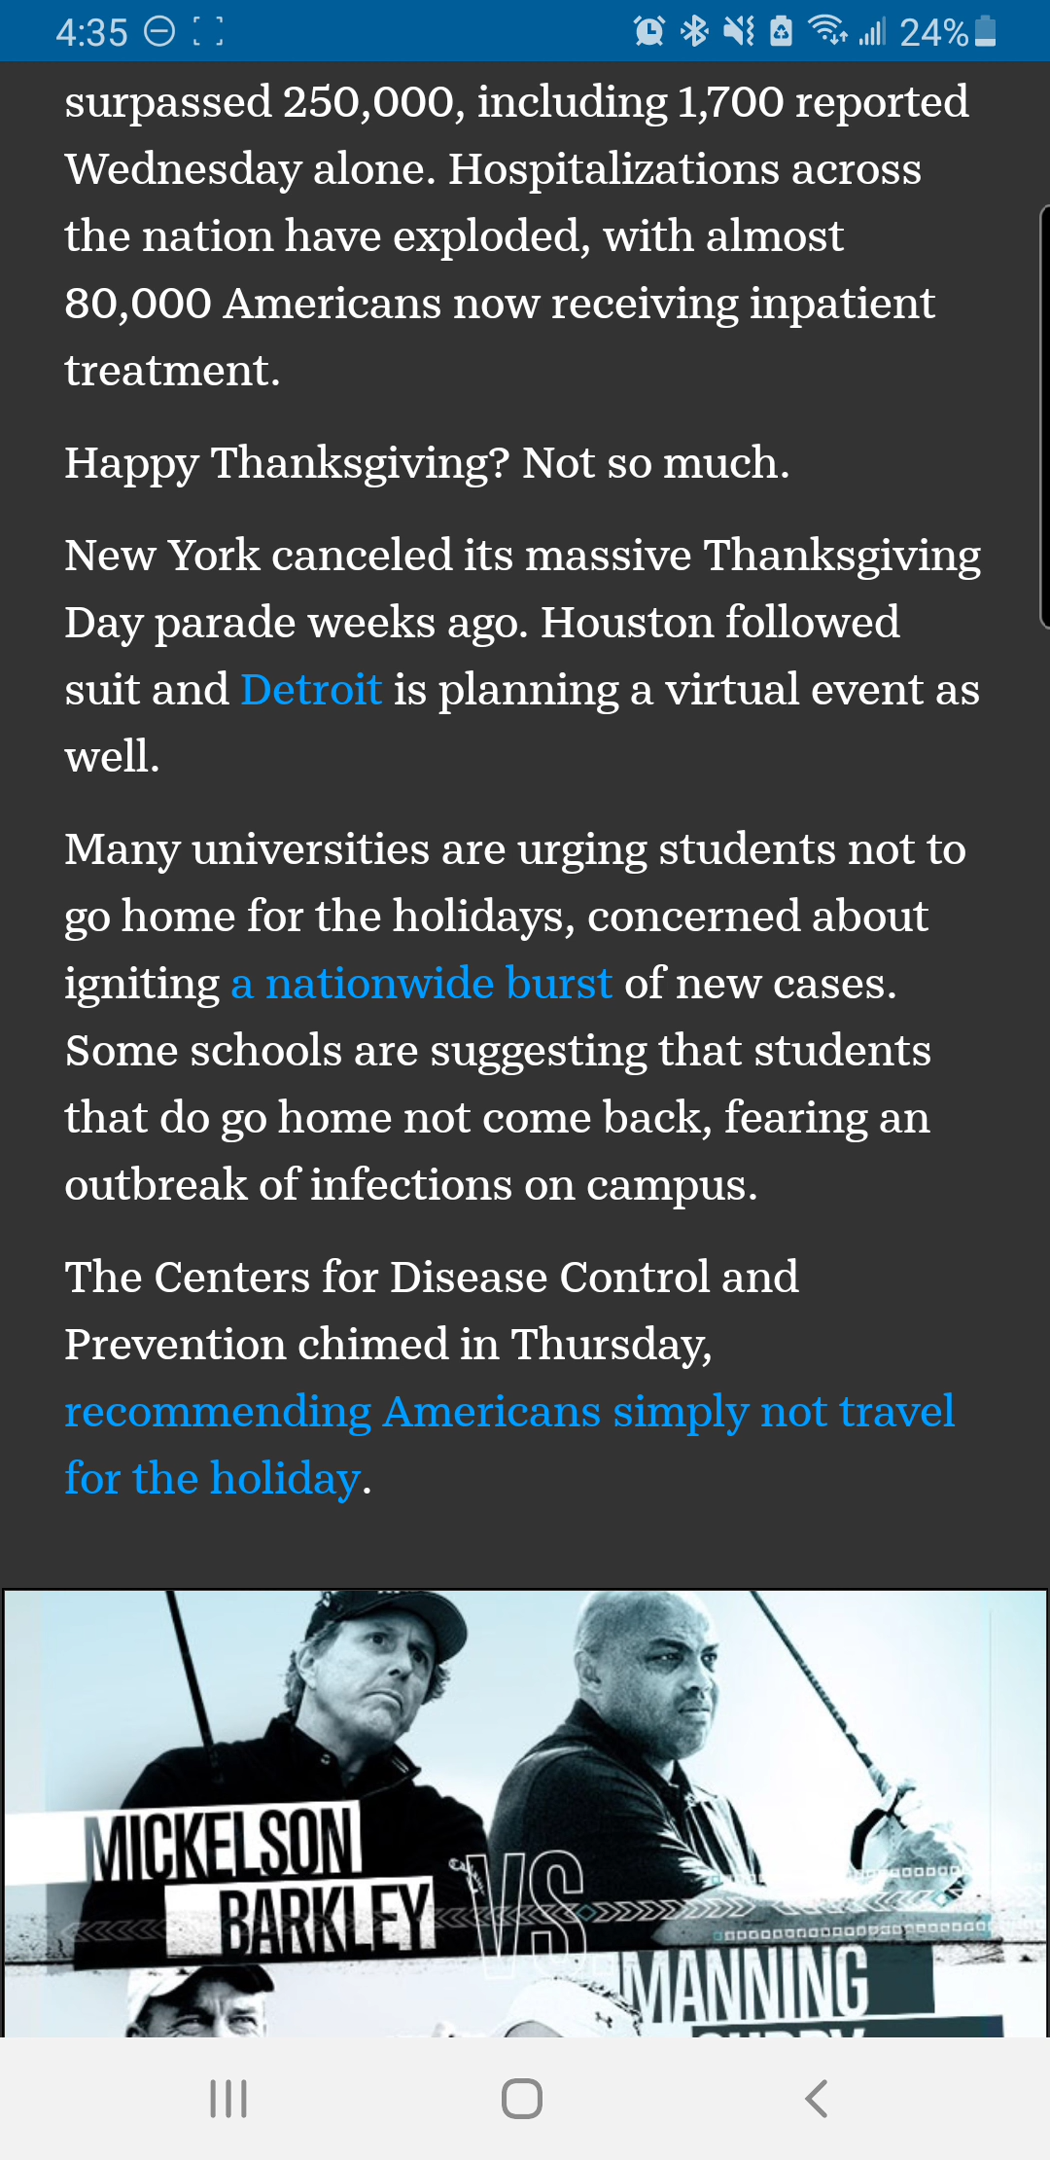 4:35
24%
surpassed 250,000, including 1,700 reported
Wednesday alone. Hospitalizations across
the nation have exploded, with almost
80,000 Americans now receiving inpatient
treatment.
Happy Thanksgiving? Not so much.
New York canceled its massive Thanksgiving
Day parade weeks ago. Houston followed
suit and Detroit is planning a virtual event as
well.
Many universities are urging students not to
go home for the holidays, concerned about
igniting a nationwide burst of new cases.
Some schools are suggesting that students
that do go home not come back, fearing an
outbreak of infections on campus.
The Centers for Disease Control and
Prevention chimed in Thursday,
recommending Americans simply not travel
for the holiday.
MICKELSON
BARKLEY
VS
MANNING